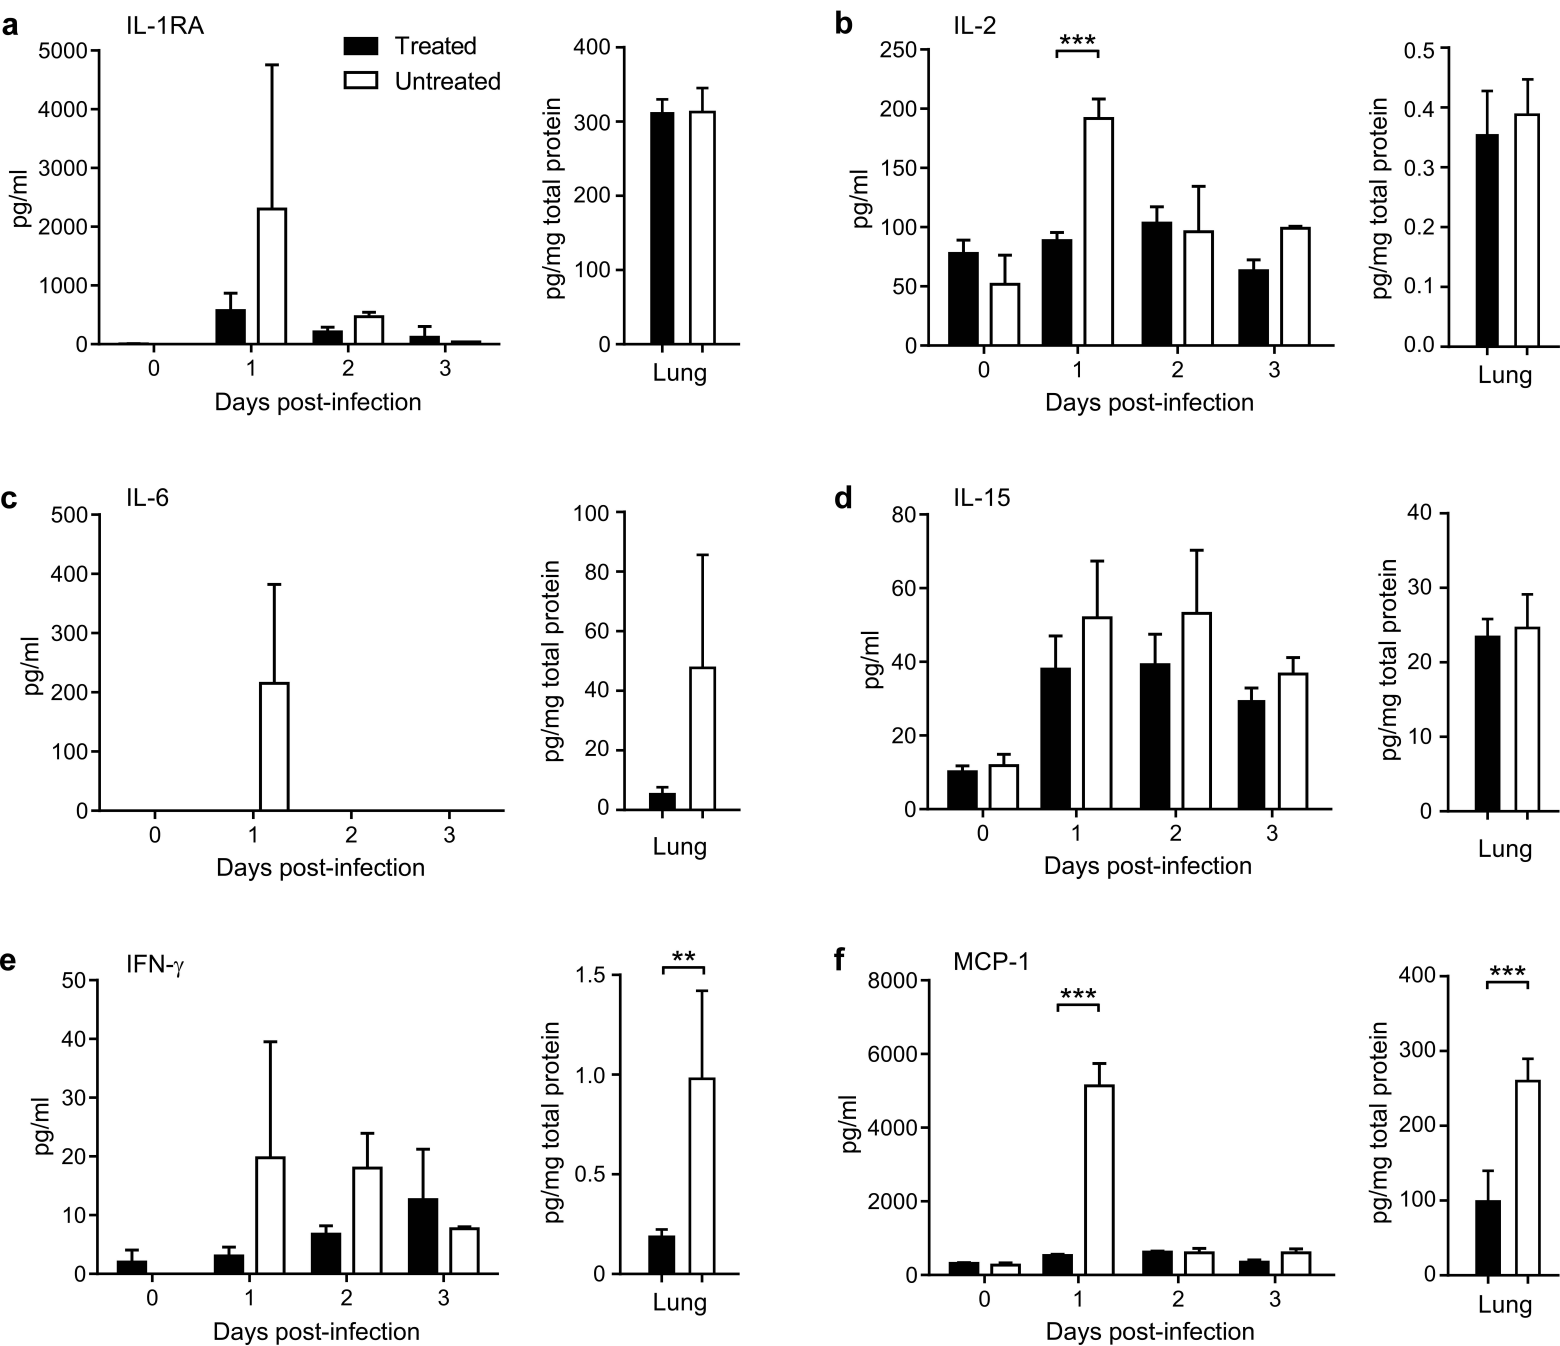 a
IL-1RA
Treated
Untreated
5000
4000
3000
2000
1000
0
pg/ml
0 1 2 3
Days post-infection
400
300
200
100
0
pg/mg total protein
Lung
b
IL-2
***
250
200
150
100
50
0
pg/ml
0 1 2 3
Days post-infection
0.5
0.4
0.3
0.2
0.1
0.0
pg/mg total protein
Lung
c
IL-6
500
400
300
200
100
0
pg/ml
0 1 2 3
Days post-infection
100
80
60
40
20
0
pg/mg total protein
Lung
d
IL-15
80
60
40
20
0
pg/ml
0 1 2 3
Days post-infection
40
30
20
10
0
pg/mg total protein
Lung
e
IFN-γ
50
40
30
20
10
0
pg/ml
0 1 2 3
Days post-infection
**
1.5
1.0
0.5
0
pg/mg total protein
Lung
f
MCP-1
***
8000
6000
4000
2000
0
pg/ml
0 1 2 3
Days post-infection
***
400
300
200
100
0
pg/mg total protein
Lung